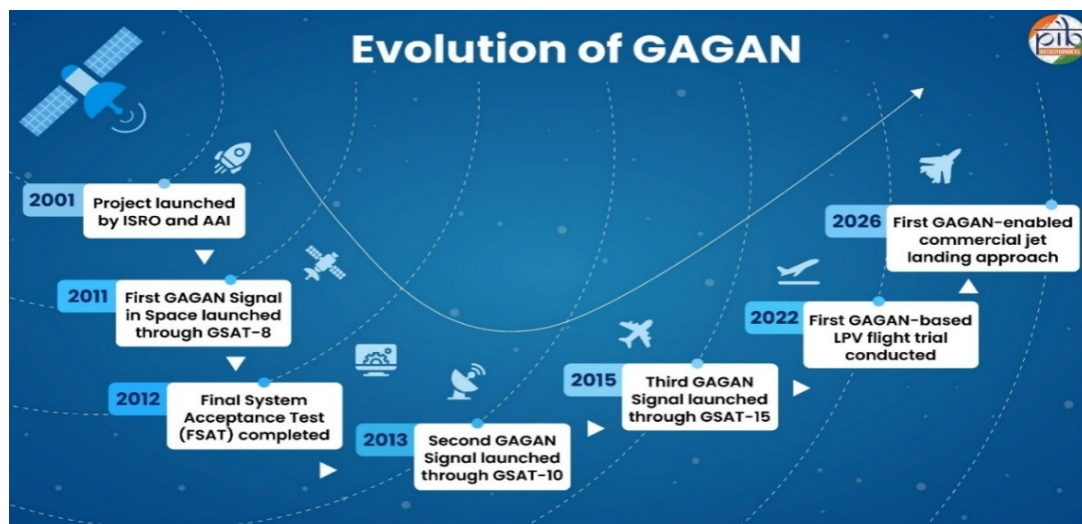 Evolution of GAGAN
pib
2001
Project launched
by ISRO and AAI
2011
First GAGAN Signal
in Space launched
through GSAT-8
2012
Final System
Acceptance Test
(FSAT) completed
2013
Second GAGAN
Signal launched
through GSAT-10
2015
Third GAGAN
Signal launched
through GSAT-15
2022
First GAGAN-based
LPV flight trial
conducted
2026
First GAGAN-enabled
commercial jet
landing approach